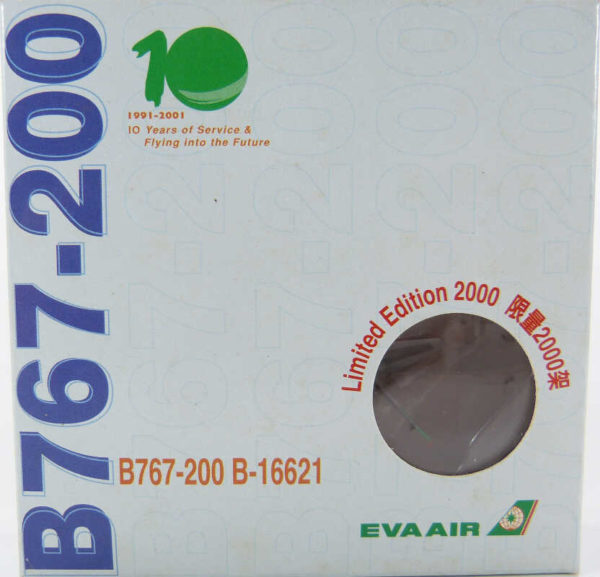 B767-200
10
1991-2001
10 Years of Service &
Flying into the Future
Limited Edition 2000 限量2000架
B767-200 B-16621
EVA AIR